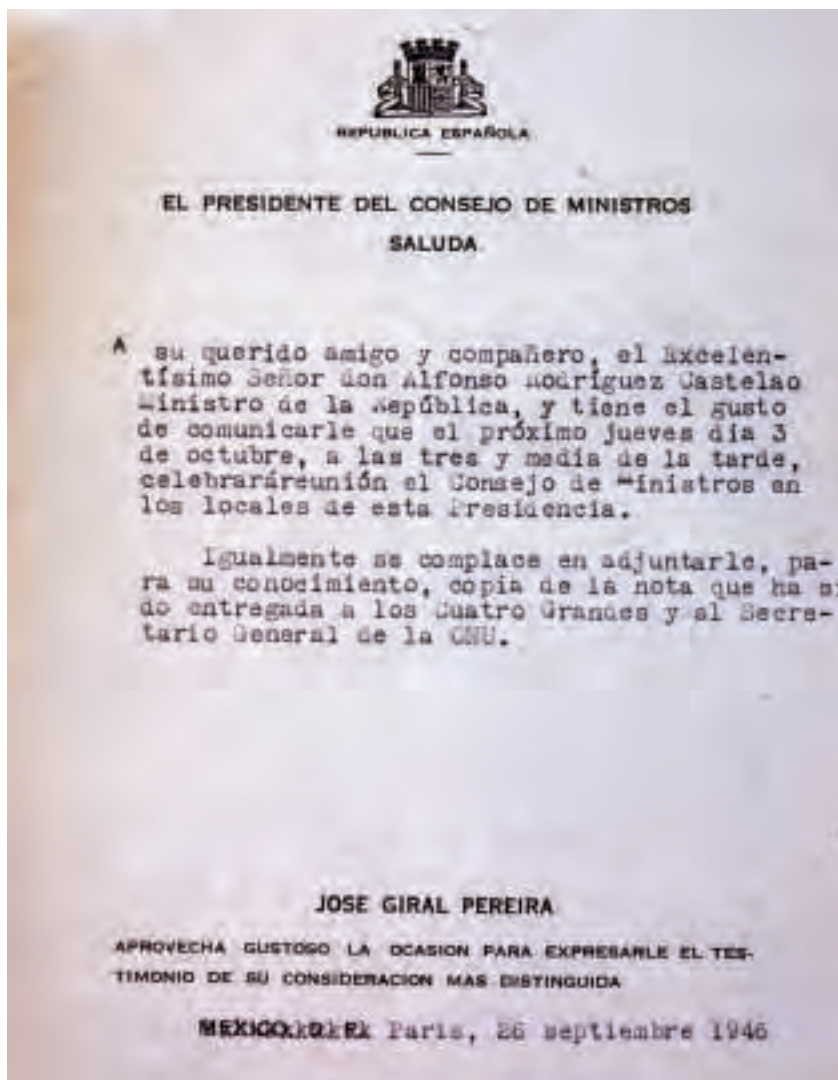 REPUBLICA ESPAÑOLA
EL PRESIDENTE DEL CONSEJO DE MINISTROS
SALUDA
A su querido amigo y compañero, el Excelen-
tísimo Señor don Alfonso Rodríguez Castelao
Ministro de la República, y tiene el gusto
de comunicarle que el próximo jueves día 3
de octubre, a las tres y media de la tarde,
celebraráreunión el Consejo de Ministros en
los locales de esta Presidencia.
Igualmente se complace en adjuntarle, pa-
ra su conocimiento, copia de la nota que ha si
do entregada a los Cuatro Grandes y al Secre-
tario General de la ONU.
JOSE GIRAL PEREIRA
APROVECHA GUSTOSO LA OCASION PARA EXPRESARLE EL TES-
TIMONIO DE SU CONSIDERACION MAS DISTINGUIDA
MEXICO, D. F. Paris, 26 septiembre 1946